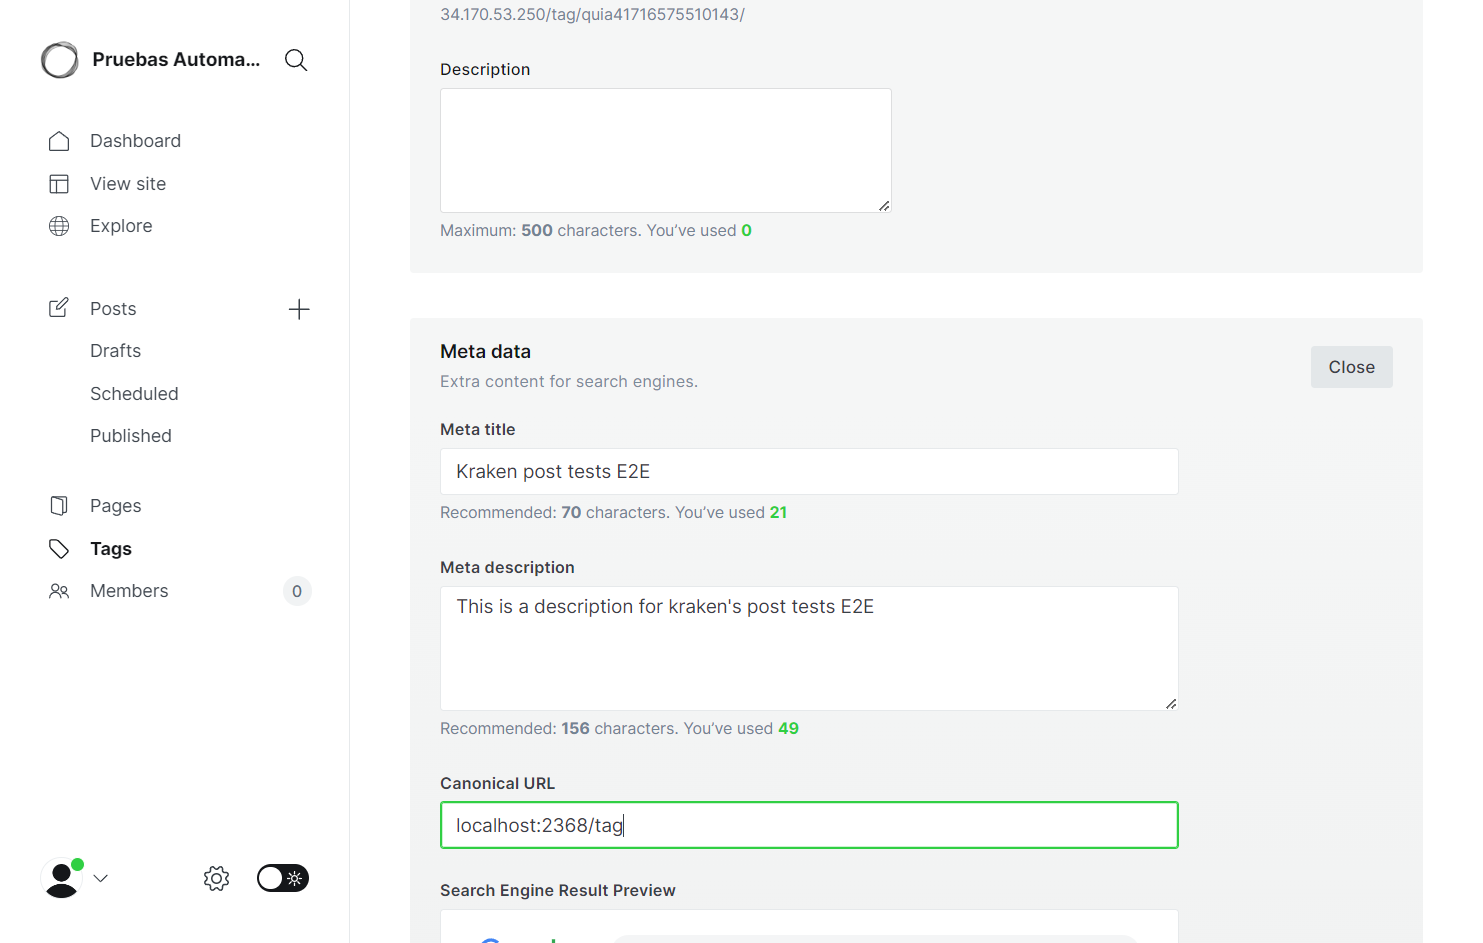 Pruebas Automa...
Dashboard
View site
Explore
Posts
Drafts
Scheduled
Published
Pages
Tags
Members
0
34.170.53.250/tag/quia41716575510143/
Description
Maximum: 500 characters. You’ve used 0
Meta data
Extra content for search engines.
Close
Meta title
Kraken post tests E2E
Recommended: 70 characters. You’ve used 21
Meta description
This is a description for kraken's post tests E2E
Recommended: 156 characters. You’ve used 49
Canonical URL
localhost:2368/tag
Search Engine Result Preview